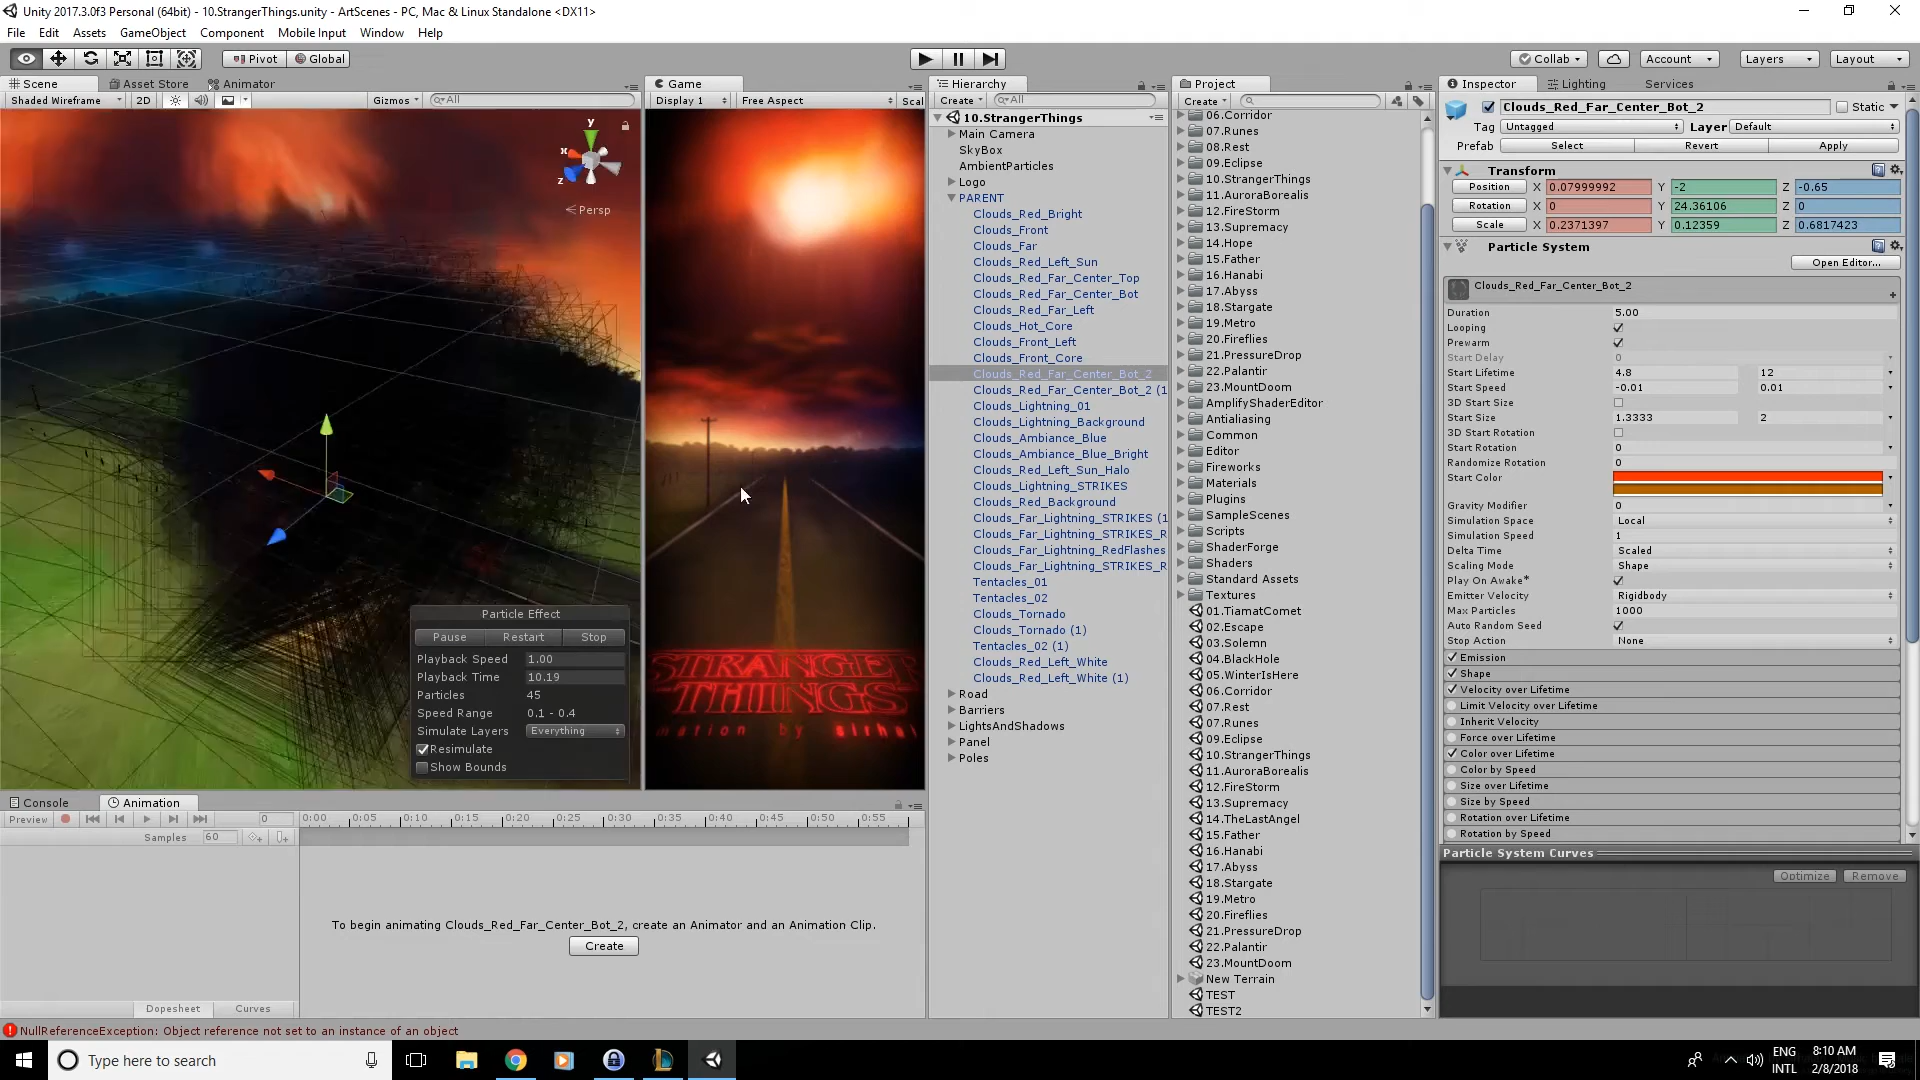 Unity 2017.3.0f3 Personal (64bit) - 10.StrangerThings.unity - ArtScenes - PC, Mac & Linux Standalone <DX11>
File Edit Assets GameObject Component Mobile Input Window Help
Pivot Global Collab Account Layers Layout
Scene Asset Store Animator
Shaded Wireframe 2D Gizmos All
y
x
z
Persp
Particle Effect
Pause Restart Stop
Playback Speed 1.00
Playback Time 10.19
Particles 45
Speed Range 0.1 - 0.4
Simulate Layers Everything
Resimulate
Show Bounds
Game
Display 1 Free Aspect Scal
STRANGER
THINGS
mation by sirhai
Hierarchy
Create All
10.StrangerThings
Main Camera
SkyBox
AmbientParticles
Logo
PARENT
Clouds_Red_Bright
Clouds_Front
Clouds_Far
Clouds_Red_Left_Sun
Clouds_Red_Far_Center_Top
Clouds_Red_Far_Center_Bot
Clouds_Red_Far_Left
Clouds_Hot_Core
Clouds_Front_Left
Clouds_Front_Core
Clouds_Red_Far_Center_Bot_2
Clouds_Red_Far_Center_Bot_2 (1
Clouds_Lightning_01
Clouds_Lightning_Background
Clouds_Ambiance_Blue
Clouds_Ambiance_Blue_Bright
Clouds_Red_Left_Sun_Halo
Clouds_Lightning_STRIKES
Clouds_Red_Background
Clouds_Far_Lightning_STRIKES (1
Clouds_Far_Lightning_STRIKES_R
Clouds_Far_Lightning_RedFlashes
Clouds_Far_Lightning_STRIKES_R
Tentacles_01
Tentacles_02
Clouds_Tornado
Clouds_Tornado (1)
Tentacles_02 (1)
Clouds_Red_Left_White
Clouds_Red_Left_White (1)
Road
Barriers
LightsAndShadows
Panel
Poles
Project
Create
06.Corridor
07.Runes
08.Rest
09.Eclipse
10.StrangerThings
11.AuroraBorealis
12.FireStorm
13.Supremacy
14.Hope
15.Father
16.Hanabi
17.Abyss
18.Stargate
19.Metro
20.Fireflies
21.PressureDrop
22.Palantir
23.MountDoom
AmplifyShaderEditor
Antialiasing
Common
Editor
Fireworks
Materials
Plugins
SampleScenes
Scripts
ShaderForge
Shaders
Standard Assets
Textures
01.TiamatComet
02.Escape
03.Solemn
04.BlackHole
05.WinterIsHere
06.Corridor
07.Rest
07.Runes
09.Eclipse
10.StrangerThings
11.AuroraBorealis
12.FireStorm
13.Supremacy
14.TheLastAngel
15.Father
16.Hanabi
17.Abyss
18.Stargate
19.Metro
20.Fireflies
21.PressureDrop
22.Palantir
23.MountDoom
New Terrain
TEST
TEST2
Inspector Lighting Services
Clouds_Red_Far_Center_Bot_2 Static
Tag Untagged Layer Default
Prefab Select Revert Apply
Transform
Position X 0.07999992 Y -2 Z -0.65
Rotation X 0 Y 24.36106 Z 0
Scale X 0.2371397 Y 0.12359 Z 0.6817423
Particle System
Open Editor...
Clouds_Red_Far_Center_Bot_2
Duration 5.00
Looping
Prewarm
Start Delay 0
Start Lifetime 4.8 12
Start Speed -0.01 0.01
3D Start Size
Start Size 1.3333 2
3D Start Rotation
Start Rotation 0
Randomize Rotation 0
Start Color
Gravity Modifier 0
Simulation Space Local
Simulation Speed 1
Delta Time Scaled
Scaling Mode Shape
Play On Awake*
Emitter Velocity Rigidbody
Max Particles 1000
Auto Random Seed
Stop Action None
Emission
Shape
Velocity over Lifetime
Limit Velocity over Lifetime
Inherit Velocity
Force over Lifetime
Color over Lifetime
Color by Speed
Size over Lifetime
Size by Speed
Rotation over Lifetime
Rotation by Speed
Particle System Curves
Optimize Remove
Console Animation
Preview 0 0:00 0:05 0:10 0:15 0:20 0:25 0:30 0:35 0:40 0:45 0:50 0:55
Samples 60
To begin animating Clouds_Red_Far_Center_Bot_2, create an Animator and an Animation Clip.
Create
Dopesheet Curves
NullReferenceException: Object reference not set to an instance of an object
Type here to search
ENG
INTL
8:10 AM
2/8/2018